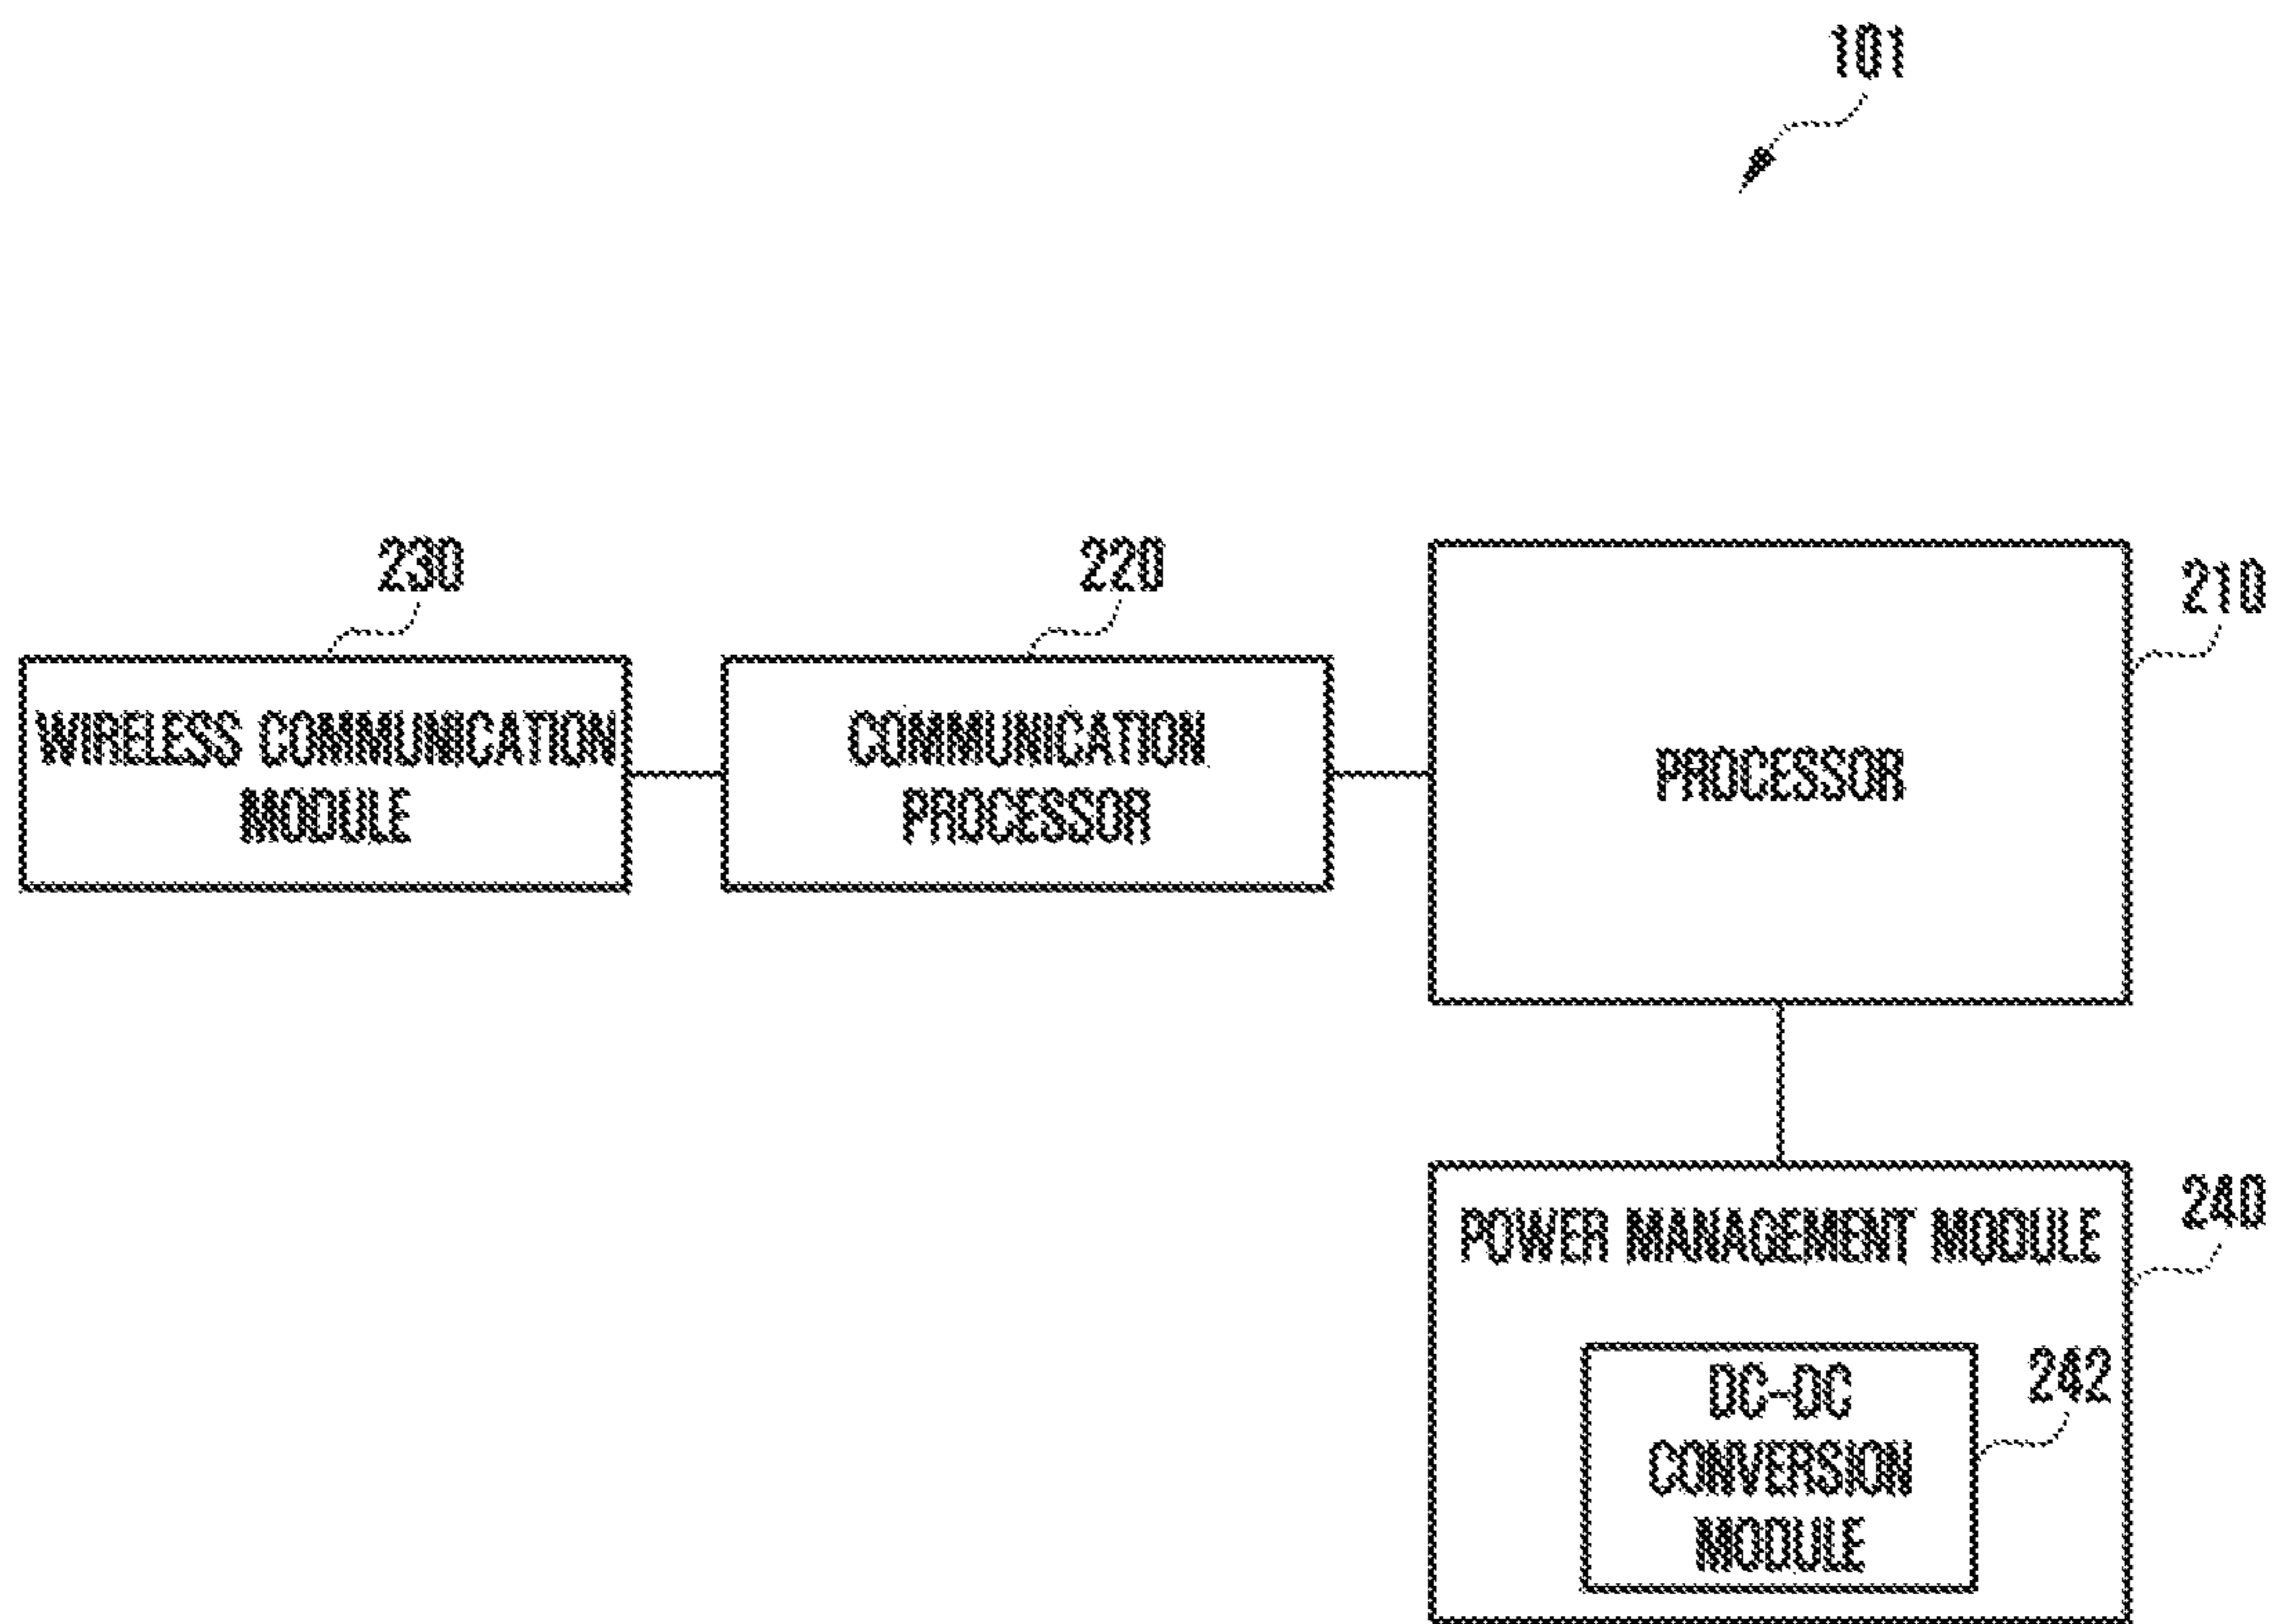 101
230
220
210
WIRELESS COMMUNICATION
MODULE
COMMUNICATION
PROCESSOR
PROCESSOR
240
POWER MANAGEMENT MODULE
242
DC-DC
CONVERSION
MODULE